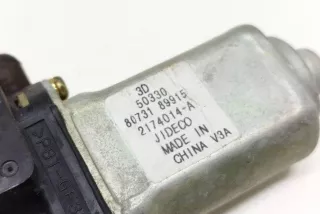 3D
50330
80731 89915
2174014-A
JIDECO
MADE IN
CHINA V3A